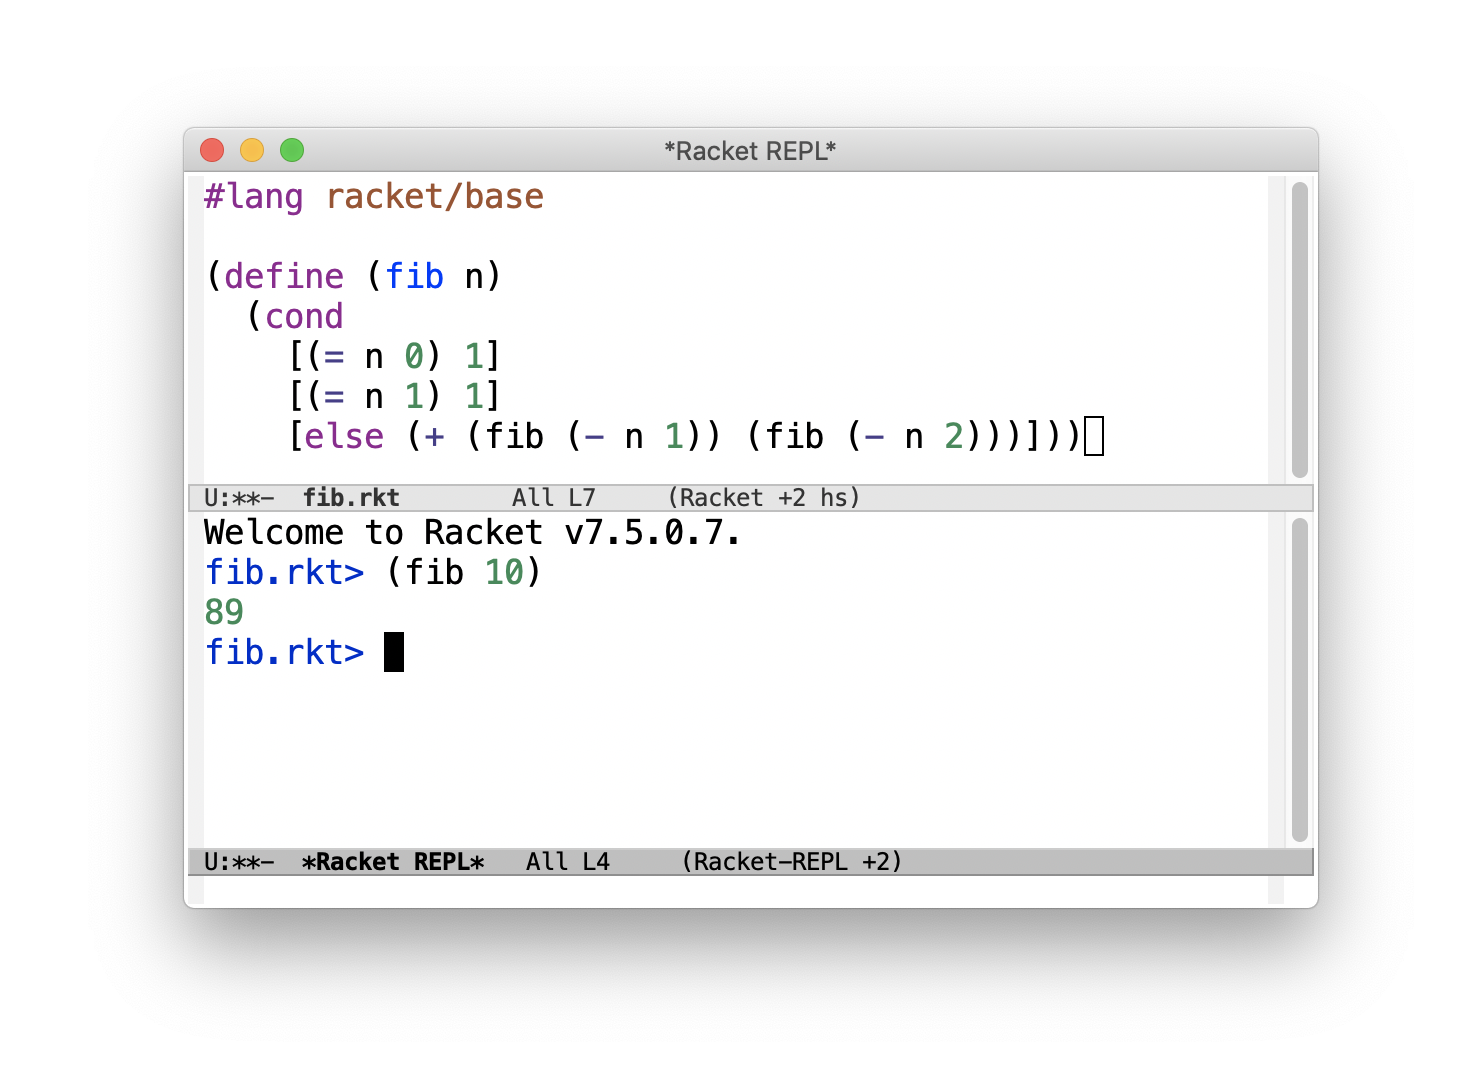 *Racket REPL*
#lang racket/base
(define (fib n)
  (cond
    [(= n 0) 1]
    [(= n 1) 1]
    [else (+ (fib (- n 1)) (fib (- n 2)))]))
U:**-  fib.rkt        All L7     (Racket +2 hs)
Welcome to Racket v7.5.0.7.
fib.rkt> (fib 10)
89
fib.rkt>
U:**-  *Racket REPL*   All L4     (Racket-REPL +2)